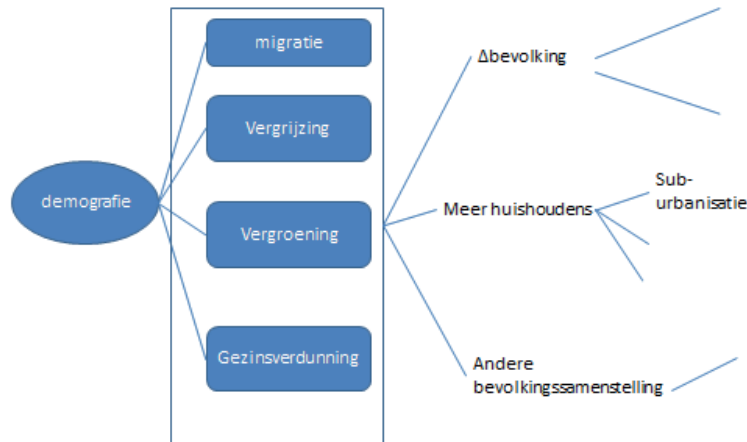 demografie
migratie
Vergrijzing
Vergroening
Gezinsverdunning
Δbevolking
Meer huishoudens
Sub-
urbanisatie
Andere
bevolkingssamenstelling